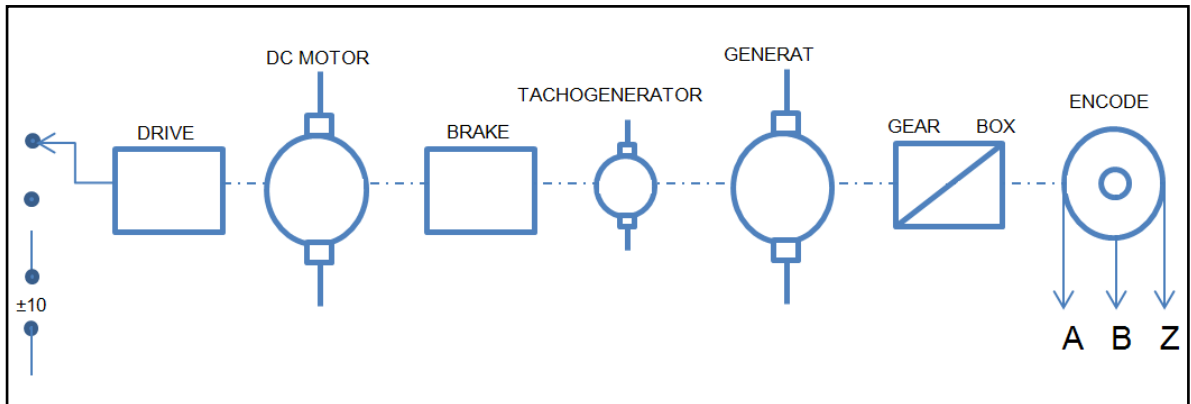 DC MOTOR
GENERAT
TACHOGENERATOR
ENCODE
DRIVE
BRAKE
GEAR BOX
±10
A B Z